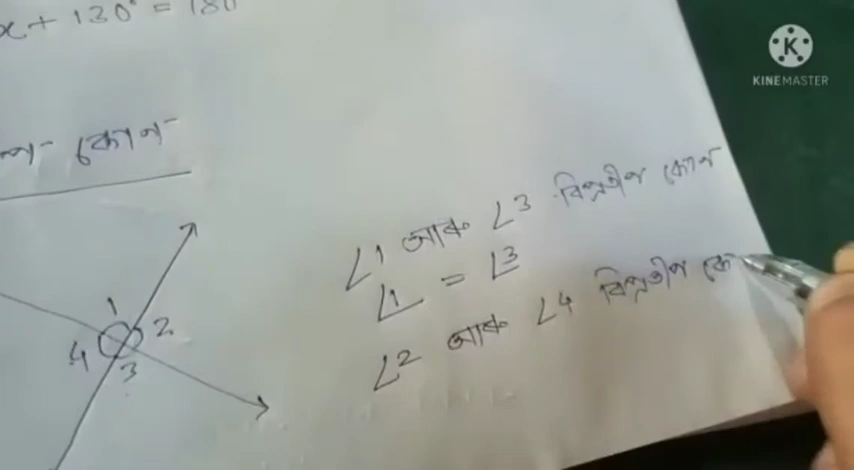 x + 130° = 180
কোণ-
∠1 আৰু ∠3 বিপ্ৰতীপ কোণ
∠1 = ∠3
∠2 আৰু ∠4 বিপ্ৰতীপ কো
1
2
3
4
KINEMASTER